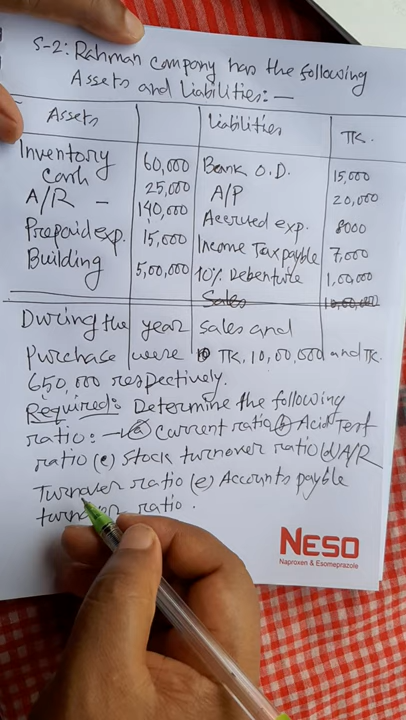 S-2: Rahman company has the following
Assets and Liabilities:—
Assets Liabilities TK.
Inventory 60,000 Bank O.D. 15,000
Cash 25,000 A/P 20,000
A/R – 140,000 Accrued exp. 8000
Prepaid exp. 15,000 Income Tax payable 7,000
Building 5,00,000 10% Debenture 1,00,000
Sales 10,00,000
During the year sales and
Purchase were TK. 10,00,000 and TK.
650,000 respectively.
Required: Determine the following
ratio:— (a) Current ratio (b) Acid Test
ratio (c) Stock turnover ratio (d) A/R
Turnover ratio (e) Accounts payable
turnover ratio.
NESO
Naproxen & Esomeprazole